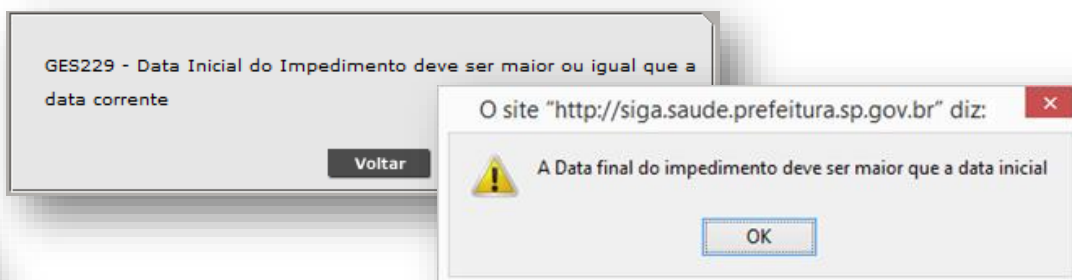 GES229 - Data Inicial do Impedimento deve ser maior ou igual que a
data corrente
Voltar
O site "http://siga.saude.prefeitura.sp.gov.br" diz:
A Data final do impedimento deve ser maior que a data inicial
OK